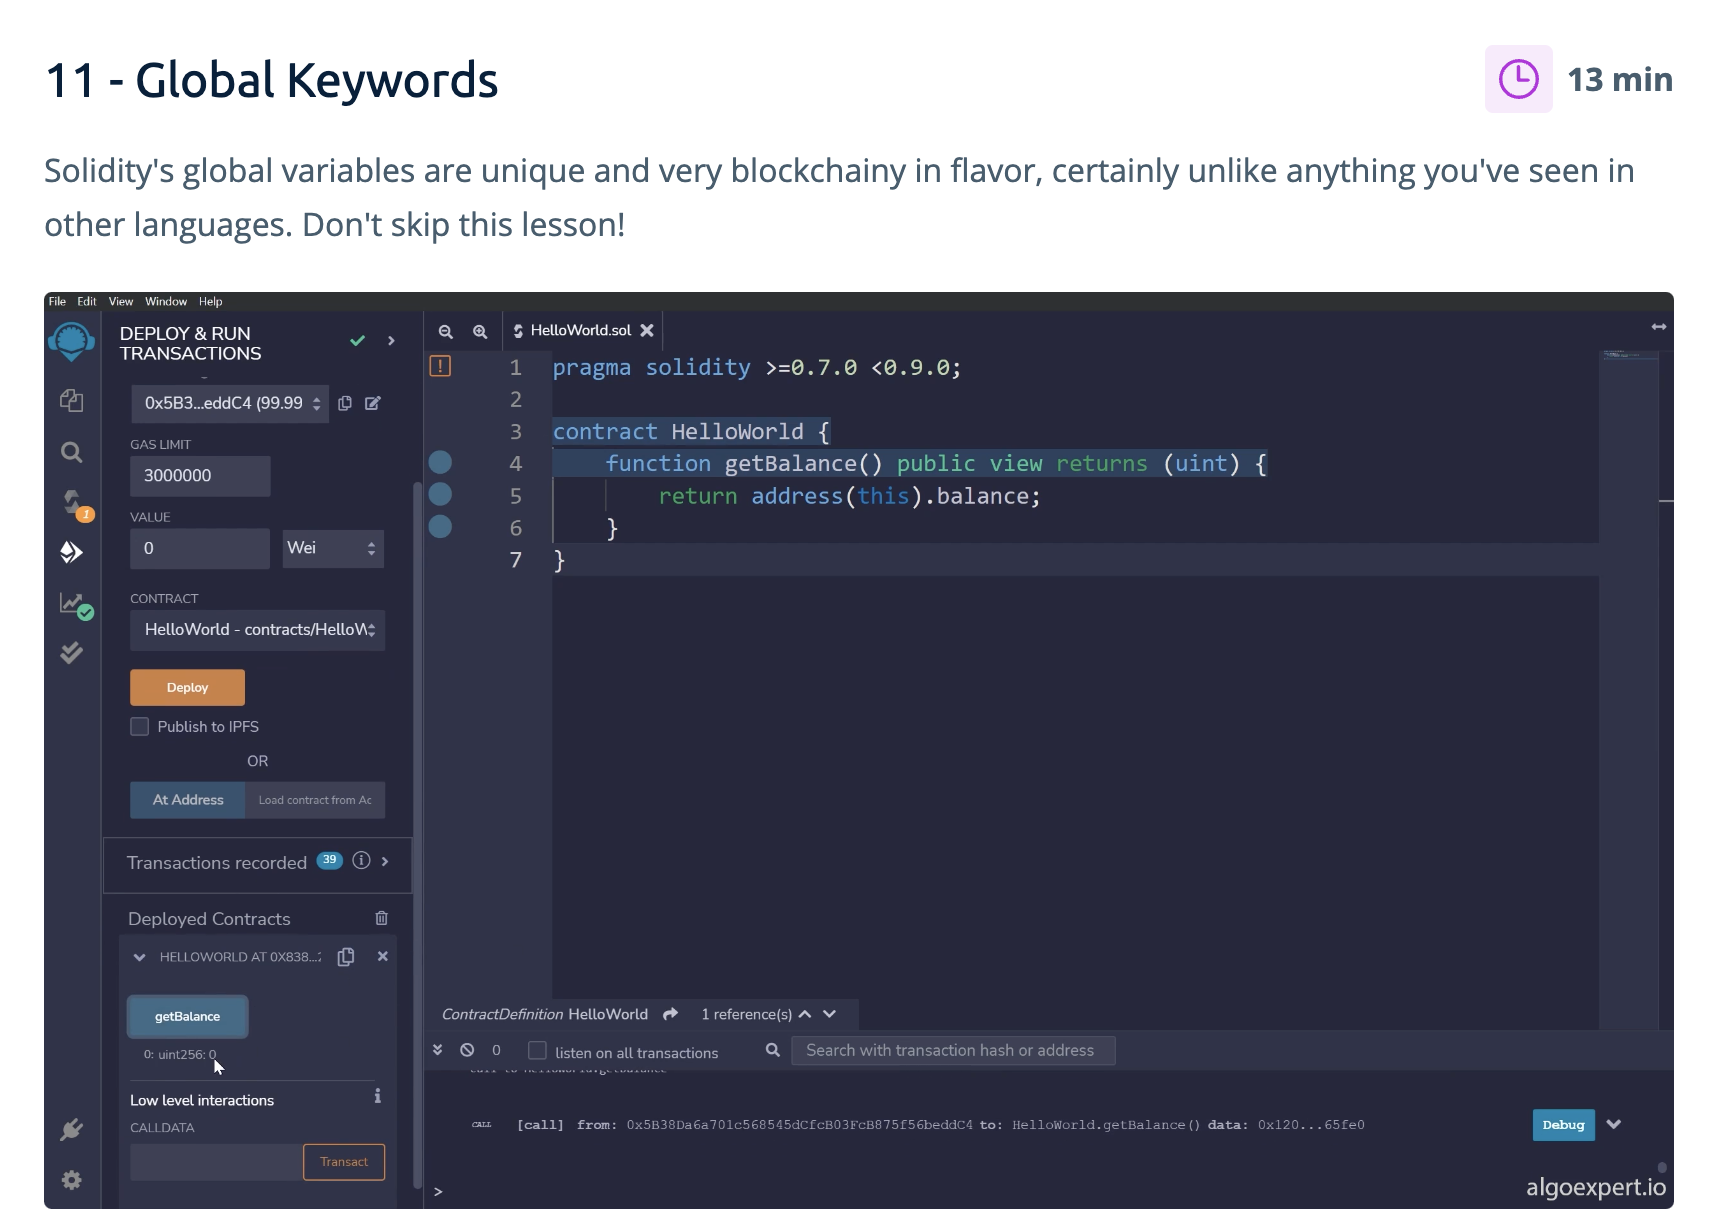 11 - Global Keywords
13 min
Solidity's global variables are unique and very blockchainy in flavor, certainly unlike anything you've seen in
other languages. Don't skip this lesson!
File Edit View Window Help
DEPLOY & RUN
TRANSACTIONS
0x5B3...eddC4 (99.99
GAS LIMIT
3000000
VALUE
0
Wei
CONTRACT
HelloWorld - contracts/HelloW
Deploy
Publish to IPFS
OR
At Address
Load contract from Ac
Transactions recorded 39
Deployed Contracts
HELLOWORLD AT 0X838...
getBalance
0: uint256: 0
Low level interactions
CALLDATA
Transact
1
HelloWorld.sol
1 pragma solidity >=0.7.0 <0.9.0;
2
3 contract HelloWorld {
4 function getBalance() public view returns (uint) {
5 return address(this).balance;
6 }
7 }
ContractDefinition HelloWorld 1 reference(s)
0
listen on all transactions
Search with transaction hash or address
CALL [call] from: 0x5B38Da6a701c568545dCfcB03FcB875f56beddC4 to: HelloWorld.getBalance() data: 0x120...65fe0
Debug
>
algoexpert.io